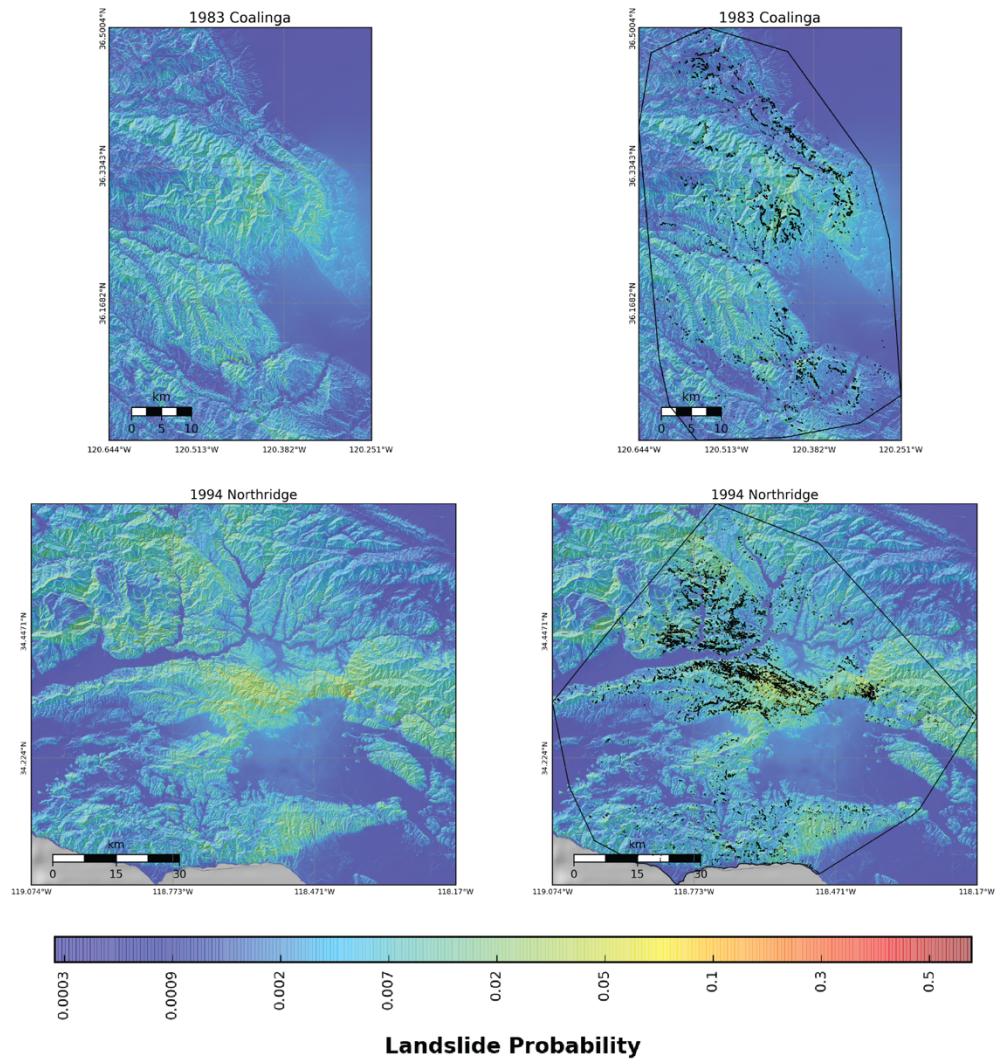 1983 Coalinga
1983 Coalinga
36.5004°N
36.3343°N
36.1682°N
km
0 5 10
120.644°W 120.513°W 120.382°W 120.251°W
36.5004°N
36.3343°N
36.1682°N
km
0 5 10
120.644°W 120.513°W 120.382°W 120.251°W
1994 Northridge
1994 Northridge
34.4471°N
34.224°N
km
0 15 30
119.074°W 118.773°W 118.471°W 118.17°W
34.4471°N
34.224°N
km
0 15 30
119.074°W 118.773°W 118.471°W 118.17°W
0.0003 0.0009 0.002 0.007 0.02 0.05 0.1 0.3 0.5
Landslide Probability